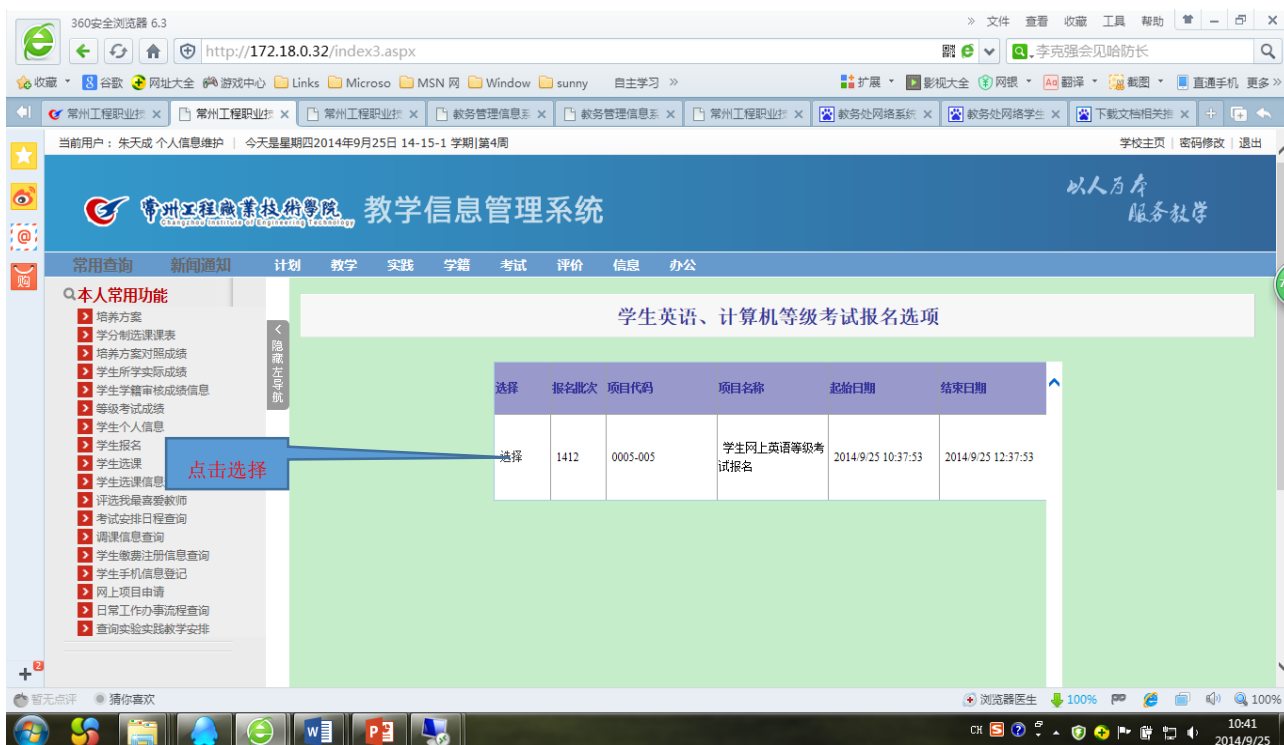 360安全浏览器 6.3
» 文件 查看 收藏 工具 帮助
http://172.18.0.32/index3.aspx
李克强会见哈防长
收藏 谷歌 网址大全 游戏中心 Links Microso MSN 网 Window sunny 自主学习 »
扩展 影视大全 网银 翻译 截图 直通手机 更多 »
常州工程职业技 常州工程职业技 常州工程职业技 教务管理信息系 教务管理信息系 常州工程职业技 教务处网络系统 教务处网络学生 下载文档相关推
当前用户： 朱天成 个人信息维护 | 今天是星期四2014年9月25日 14-15-1 学期|第4周
学校主页 | 密码修改 | 退出
常州工程職業技術學院
Changzhou Institute of Engineering Technology
教学信息管理系统
以人为本
服务教学
常用查询 新闻通知 计划 教学 实践 学籍 考试 评价 信息 办公
本人常用功能
培养方案
学分制选课课表
培养方案对照成绩
学生所学实际成绩
学生学籍审核成绩信息
等级考试成绩
学生个人信息
学生报名
学生选课
学生选课信息
评选我最喜爱教师
考试安排日程查询
调课信息查询
学生缴费注册信息查询
学生手机信息登记
网上项目申请
日常工作办事流程查询
查询实验实践教学安排
隐藏左导航
点击选择
学生英语、计算机等级考试报名选项
选择 报名批次 项目代码 项目名称 起始日期 结束日期
选择 1412 0005-005 学生网上英语等级考试报名 2014/9/25 10:37:53 2014/9/25 12:37:53
@
购
2
暂无点评 猜你喜欢
浏览器医生 100% 100%
CH
10:41
2014/9/25